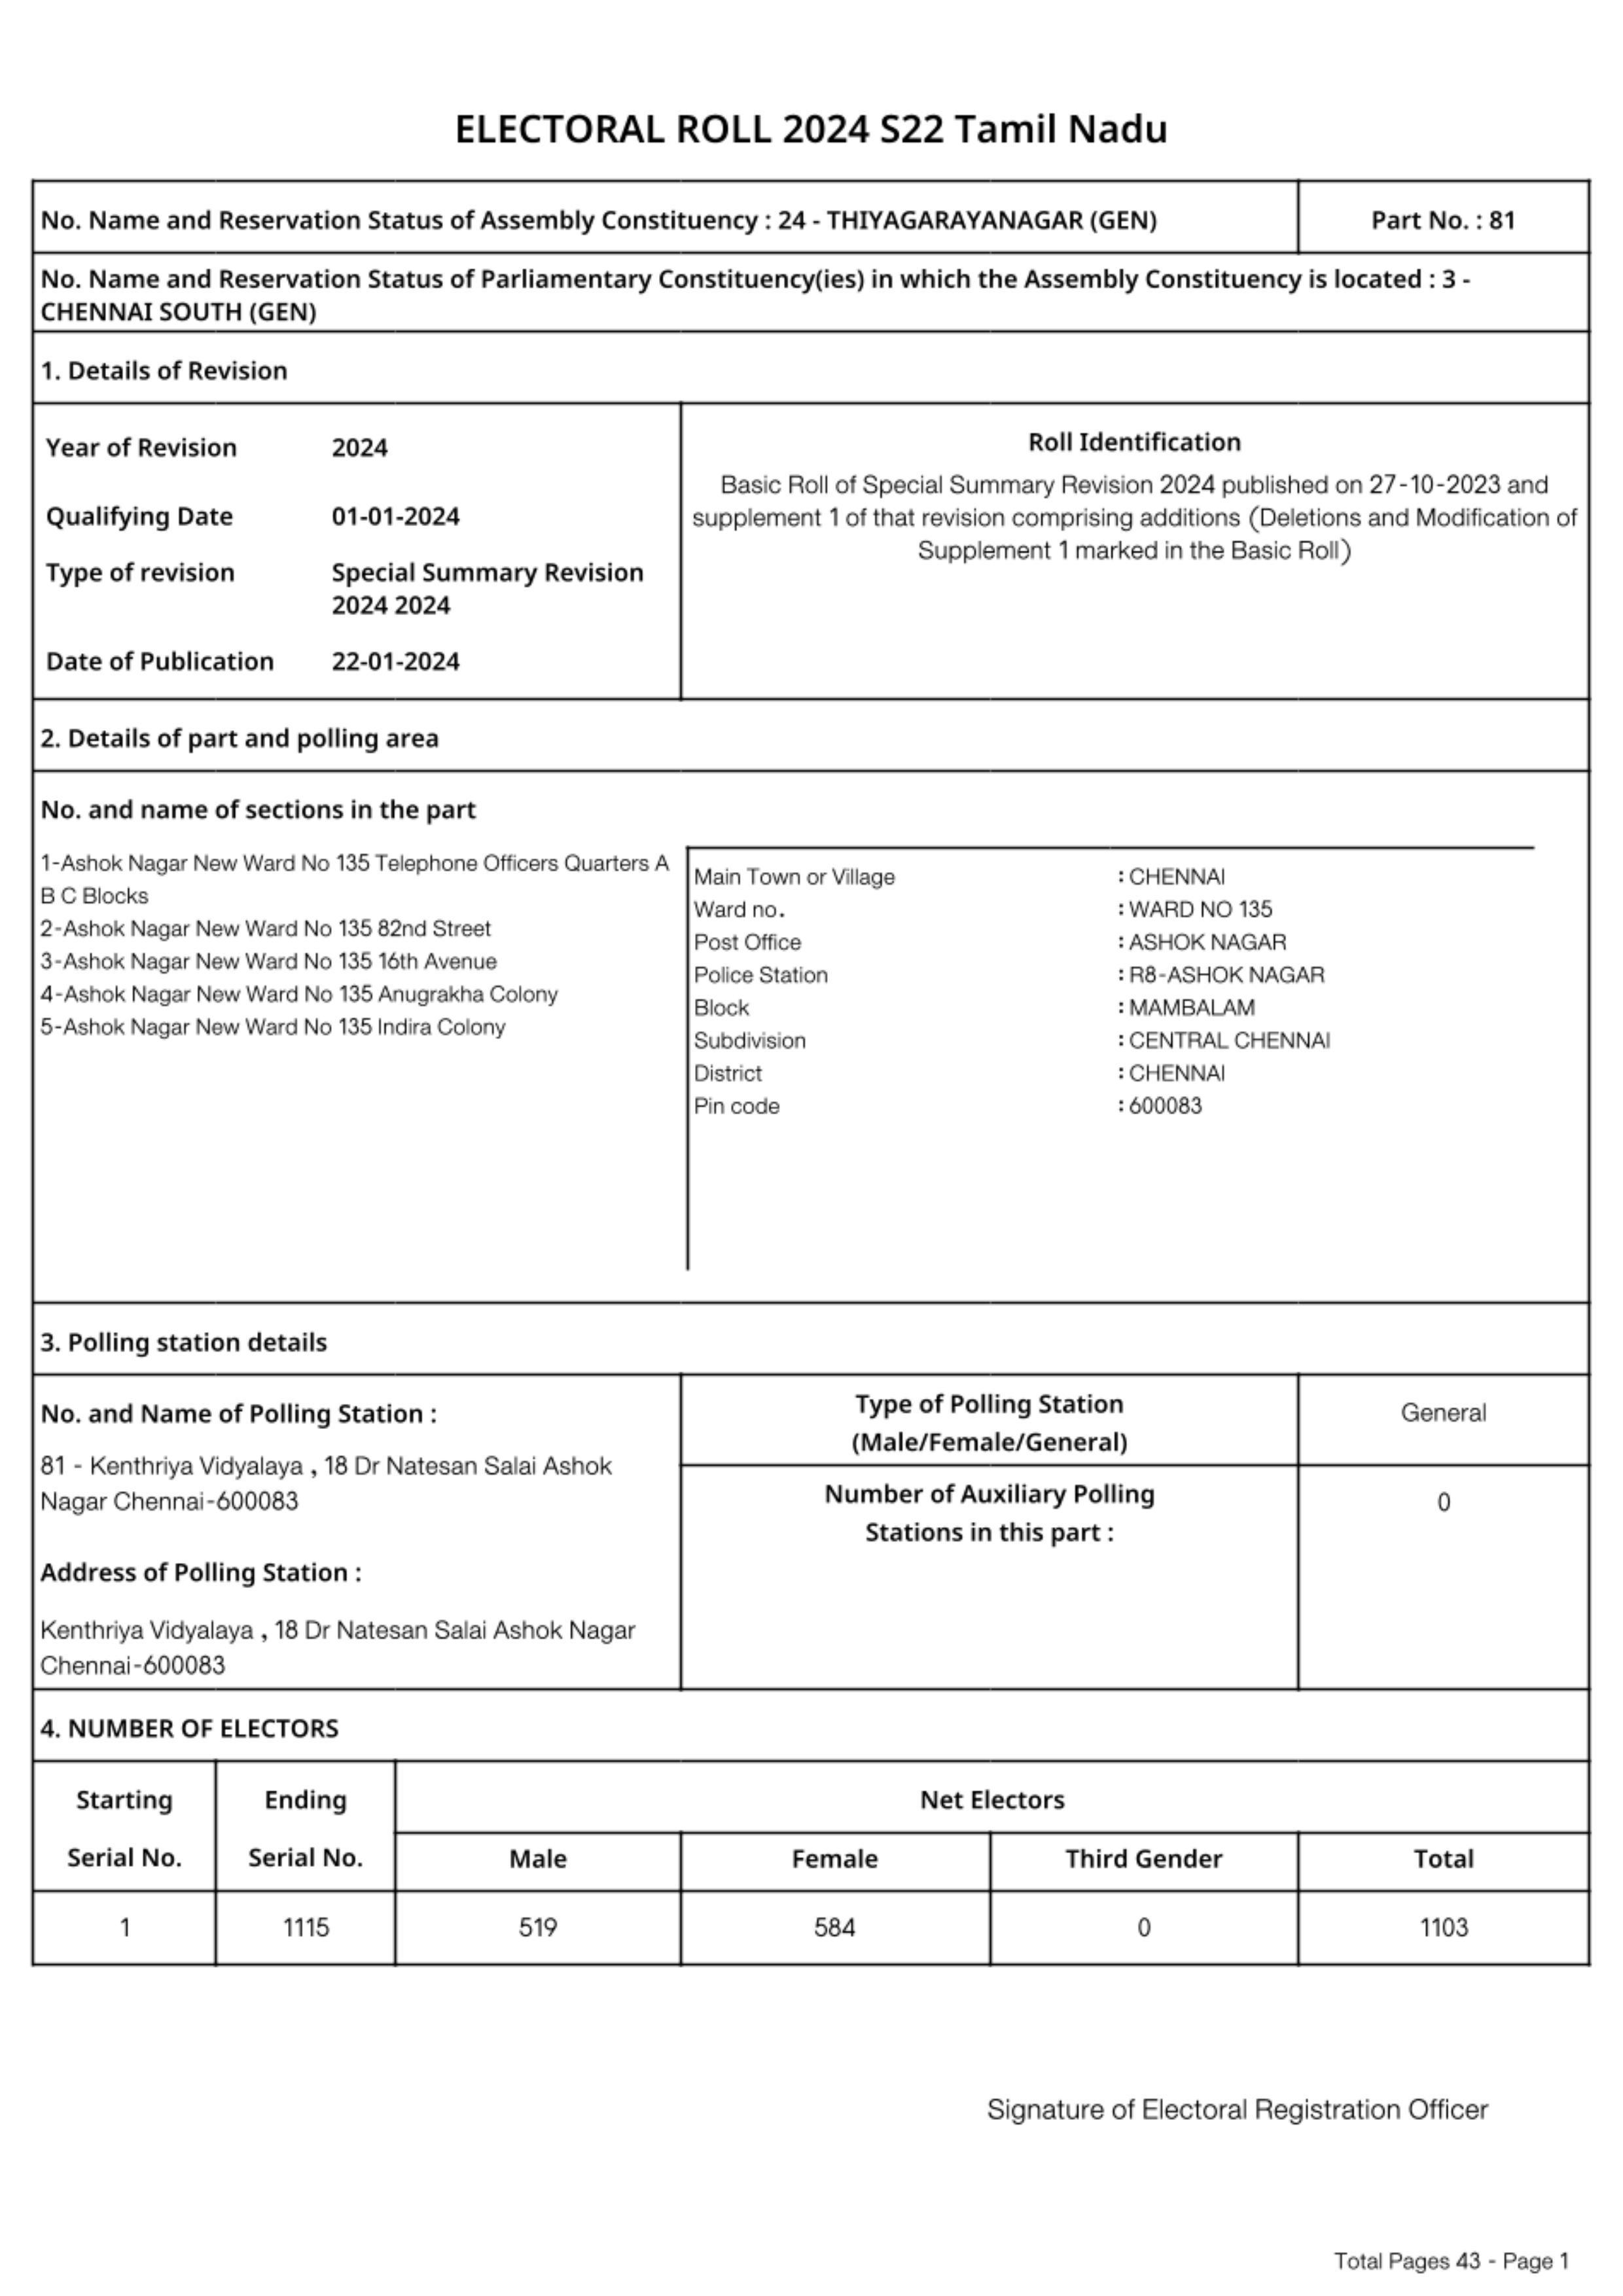 ELECTORAL ROLL 2024 S22 Tamil Nadu
No. Name and Reservation Status of Assembly Constituency : 24 - THIYAGARAYANAGAR (GEN)
Part No. : 81
No. Name and Reservation Status of Parliamentary Constituency(ies) in which the Assembly Constituency is located : 3 -
CHENNAI SOUTH (GEN)
1. Details of Revision
Year of Revision 2024
Qualifying Date 01-01-2024
Type of revision Special Summary Revision
2024 2024
Date of Publication 22-01-2024
Roll Identification
Basic Roll of Special Summary Revision 2024 published on 27-10-2023 and
supplement 1 of that revision comprising additions (Deletions and Modification of
Supplement 1 marked in the Basic Roll)
2. Details of part and polling area
No. and name of sections in the part
1-Ashok Nagar New Ward No 135 Telephone Officers Quarters A
B C Blocks
2-Ashok Nagar New Ward No 135 82nd Street
3-Ashok Nagar New Ward No 135 16th Avenue
4-Ashok Nagar New Ward No 135 Anugrakha Colony
5-Ashok Nagar New Ward No 135 Indira Colony
Main Town or Village : CHENNAI
Ward no. : WARD NO 135
Post Office : ASHOK NAGAR
Police Station : R8-ASHOK NAGAR
Block : MAMBALAM
Subdivision : CENTRAL CHENNAI
District : CHENNAI
Pin code : 600083
3. Polling station details
No. and Name of Polling Station :
81 - Kenthriya Vidyalaya , 18 Dr Natesan Salai Ashok
Nagar Chennai-600083
Address of Polling Station :
Kenthriya Vidyalaya , 18 Dr Natesan Salai Ashok Nagar
Chennai-600083
Type of Polling Station
(Male/Female/General)
General
Number of Auxiliary Polling
Stations in this part :
0
4. NUMBER OF ELECTORS
Starting Ending Net Electors
Serial No. Serial No. Male Female Third Gender Total
1 1115 519 584 0 1103
Signature of Electoral Registration Officer
Total Pages 43 - Page 1